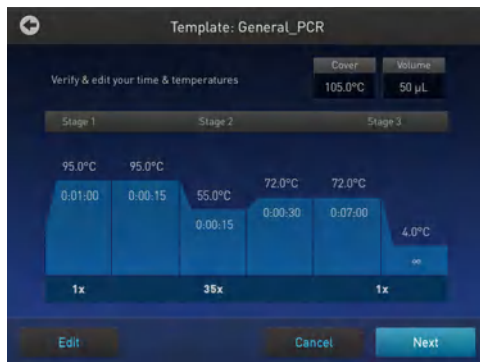 Template: General_PCR
Cover Volume
Verify & edit your time & temperatures
105.0°C 50 µL
Stage 1 Stage 2 Stage 3
95.0°C 95.0°C 55.0°C 72.0°C 72.0°C 4.0°C
0:01:00 0:00:15 0:00:15 0:00:30 0:07:00 ∞
1x 35x 1x
Edit Cancel Next